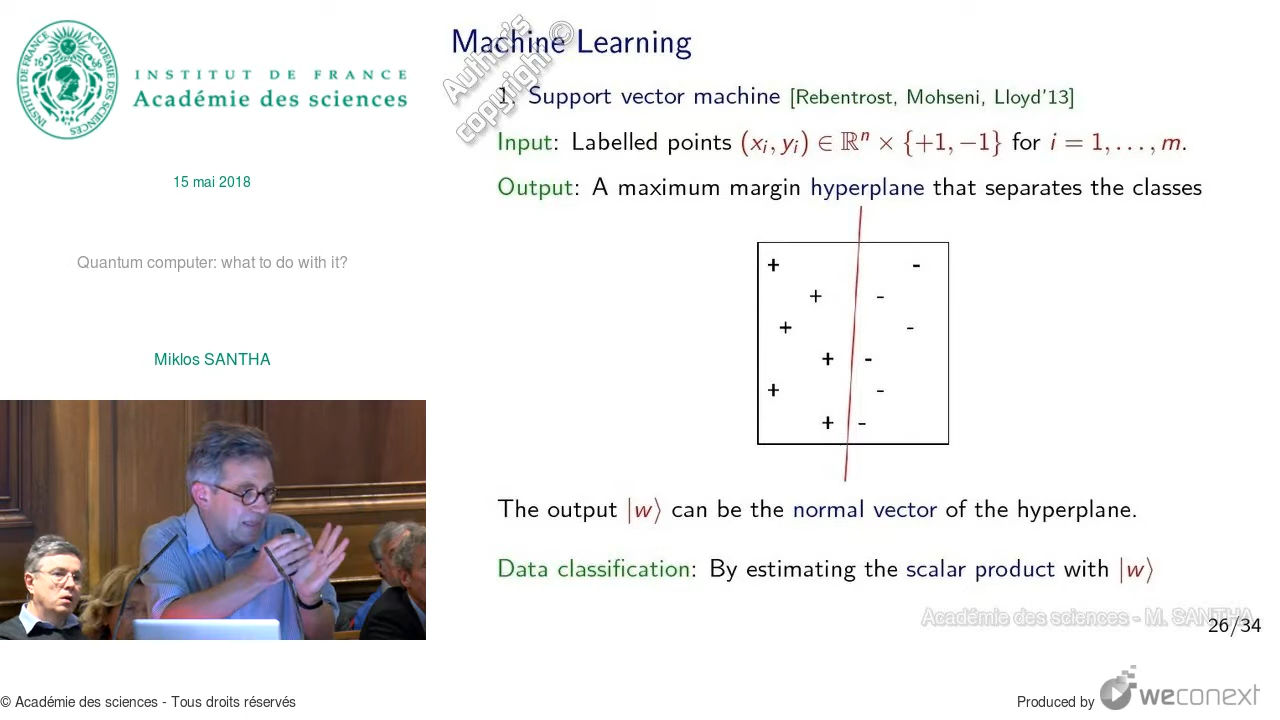 INSTITUT DE FRANCE
Académie des sciences
15 mai 2018
Quantum computer: what to do with it?
Miklos SANTHA
Machine Learning
Author's copyright ©
1. Support vector machine [Rebentrost, Mohseni, Lloyd'13]
Input: Labelled points (xᵢ, yᵢ) ∈ ℝⁿ × {+1, −1} for i = 1, . . . , m.
Output: A maximum margin hyperplane that separates the classes
+ -
+ -
+ -
+ -
+ -
+ -
The output |w⟩ can be the normal vector of the hyperplane.
Data classification: By estimating the scalar product with |w⟩
Académie des sciences - M. SANTHA
26/34
© Académie des sciences - Tous droits réservés
Produced by weconext